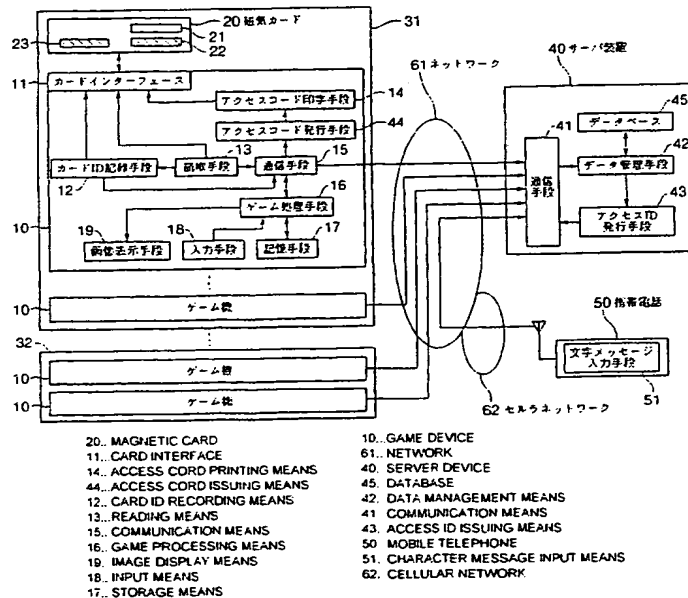 20 磁気カード
21
22
23
31
11
カードインターフェース
アクセスコード印字手段
14
アクセスコード発行手段
44
カードID記録手段
12
読取手段
13
通信手段
15
16
ゲーム処理手段
10
19
画像表示手段
18
入力手段
記憶手段
17
10
ゲーム機
32
10
ゲーム機
10
ゲーム機
61 ネットワーク
40 サーバ装置
41
通信手段
45
データベース
42
データ管理手段
43
アクセスID
発行手段
50 携帯電話
文字メッセージ
入力手段
51
62 セルラネットワーク
20.. MAGNETIC CARD
11.. CARD INTERFACE
14.. ACCESS CORD PRINTING MEANS
44.. ACCESS CORD ISSUING MEANS
12.. CARD ID RECORDING MEANS
13.. READING MEANS
15.. COMMUNICATION MEANS
16.. GAME PROCESSING MEANS
19.. IMAGE DISPLAY MEANS
18.. INPUT MEANS
17.. STORAGE MEANS
10... GAME DEVICE
61.. NETWORK
40. SERVER DEVICE
45. DATABASE
42. DATA MANAGEMENT MEANS
41 COMMUNICATION MEANS
43. ACCESS ID ISSUING MEANS
50 MOBILE TELEPHONE
51. CHARACTER MESSAGE INPUT MEANS
62. CELLULAR NETWORK